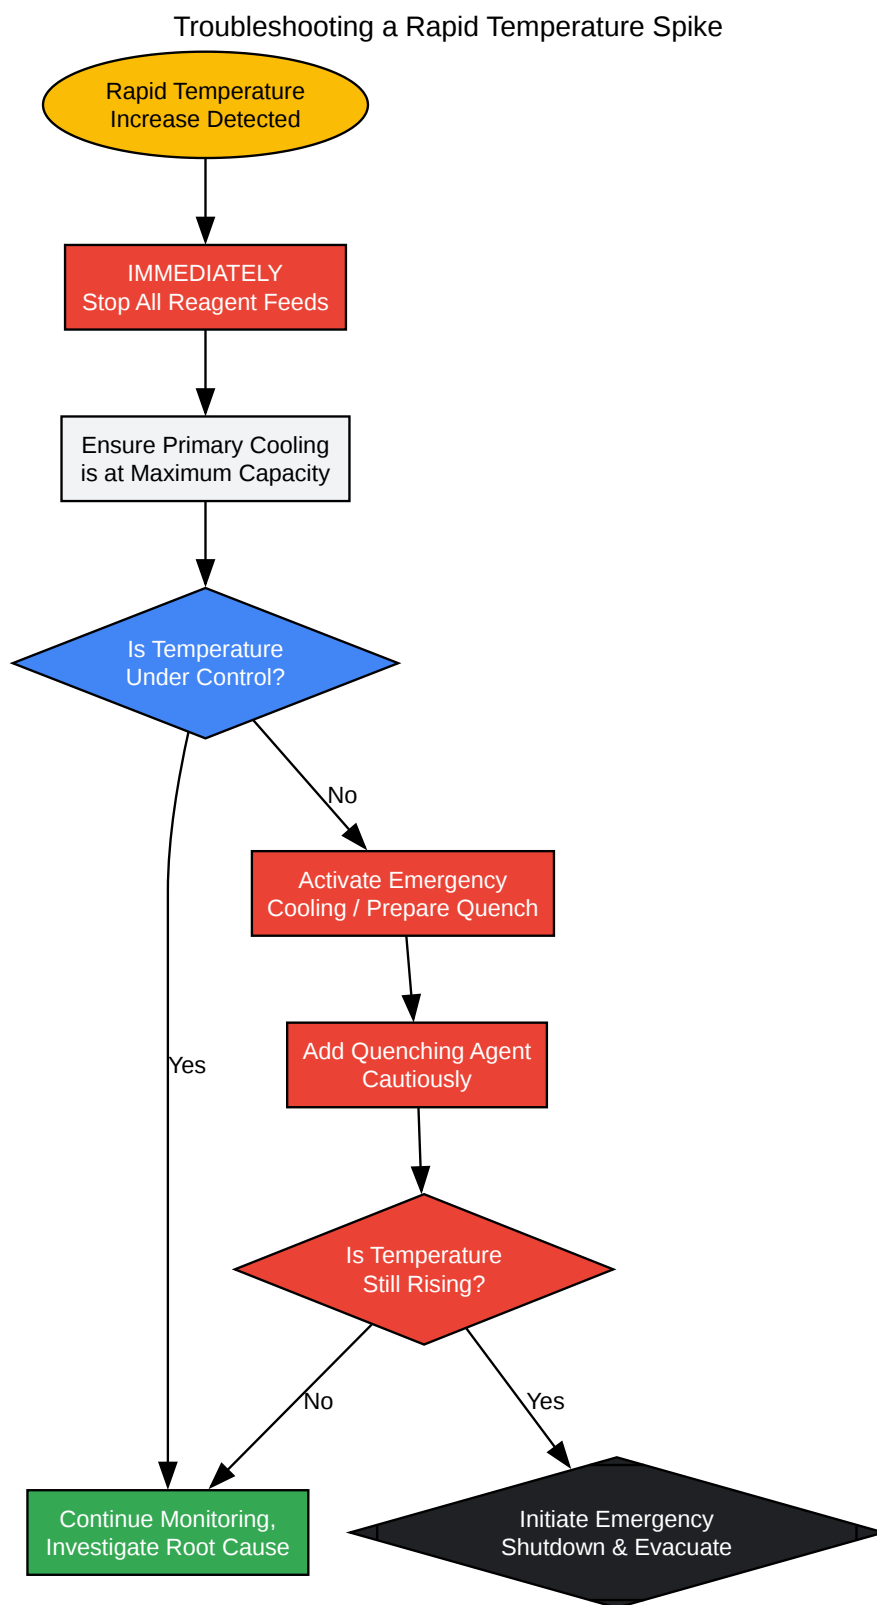 Troubleshooting a Rapid Temperature Spike
Rapid Temperature
Increase Detected
IMMEDIATELY
Stop All Reagent Feeds
Ensure Primary Cooling
is at Maximum Capacity
Is Temperature
Under Control?
No
Activate Emergency
Cooling / Prepare Quench
Add Quenching Agent
Cautiously
Yes
Is Temperature
Still Rising?
No
Yes
Continue Monitoring,
Investigate Root Cause
Initiate Emergency
Shutdown & Evacuate